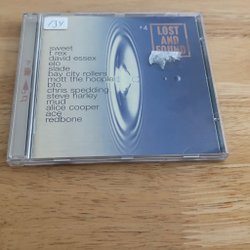 LOST
AND
FOUND
sweet
t rex
david essex
elo
slade
bay city rollers
mott the hoople
bto
chris spedding
steve harley
mud
alice cooper
ace
redbone